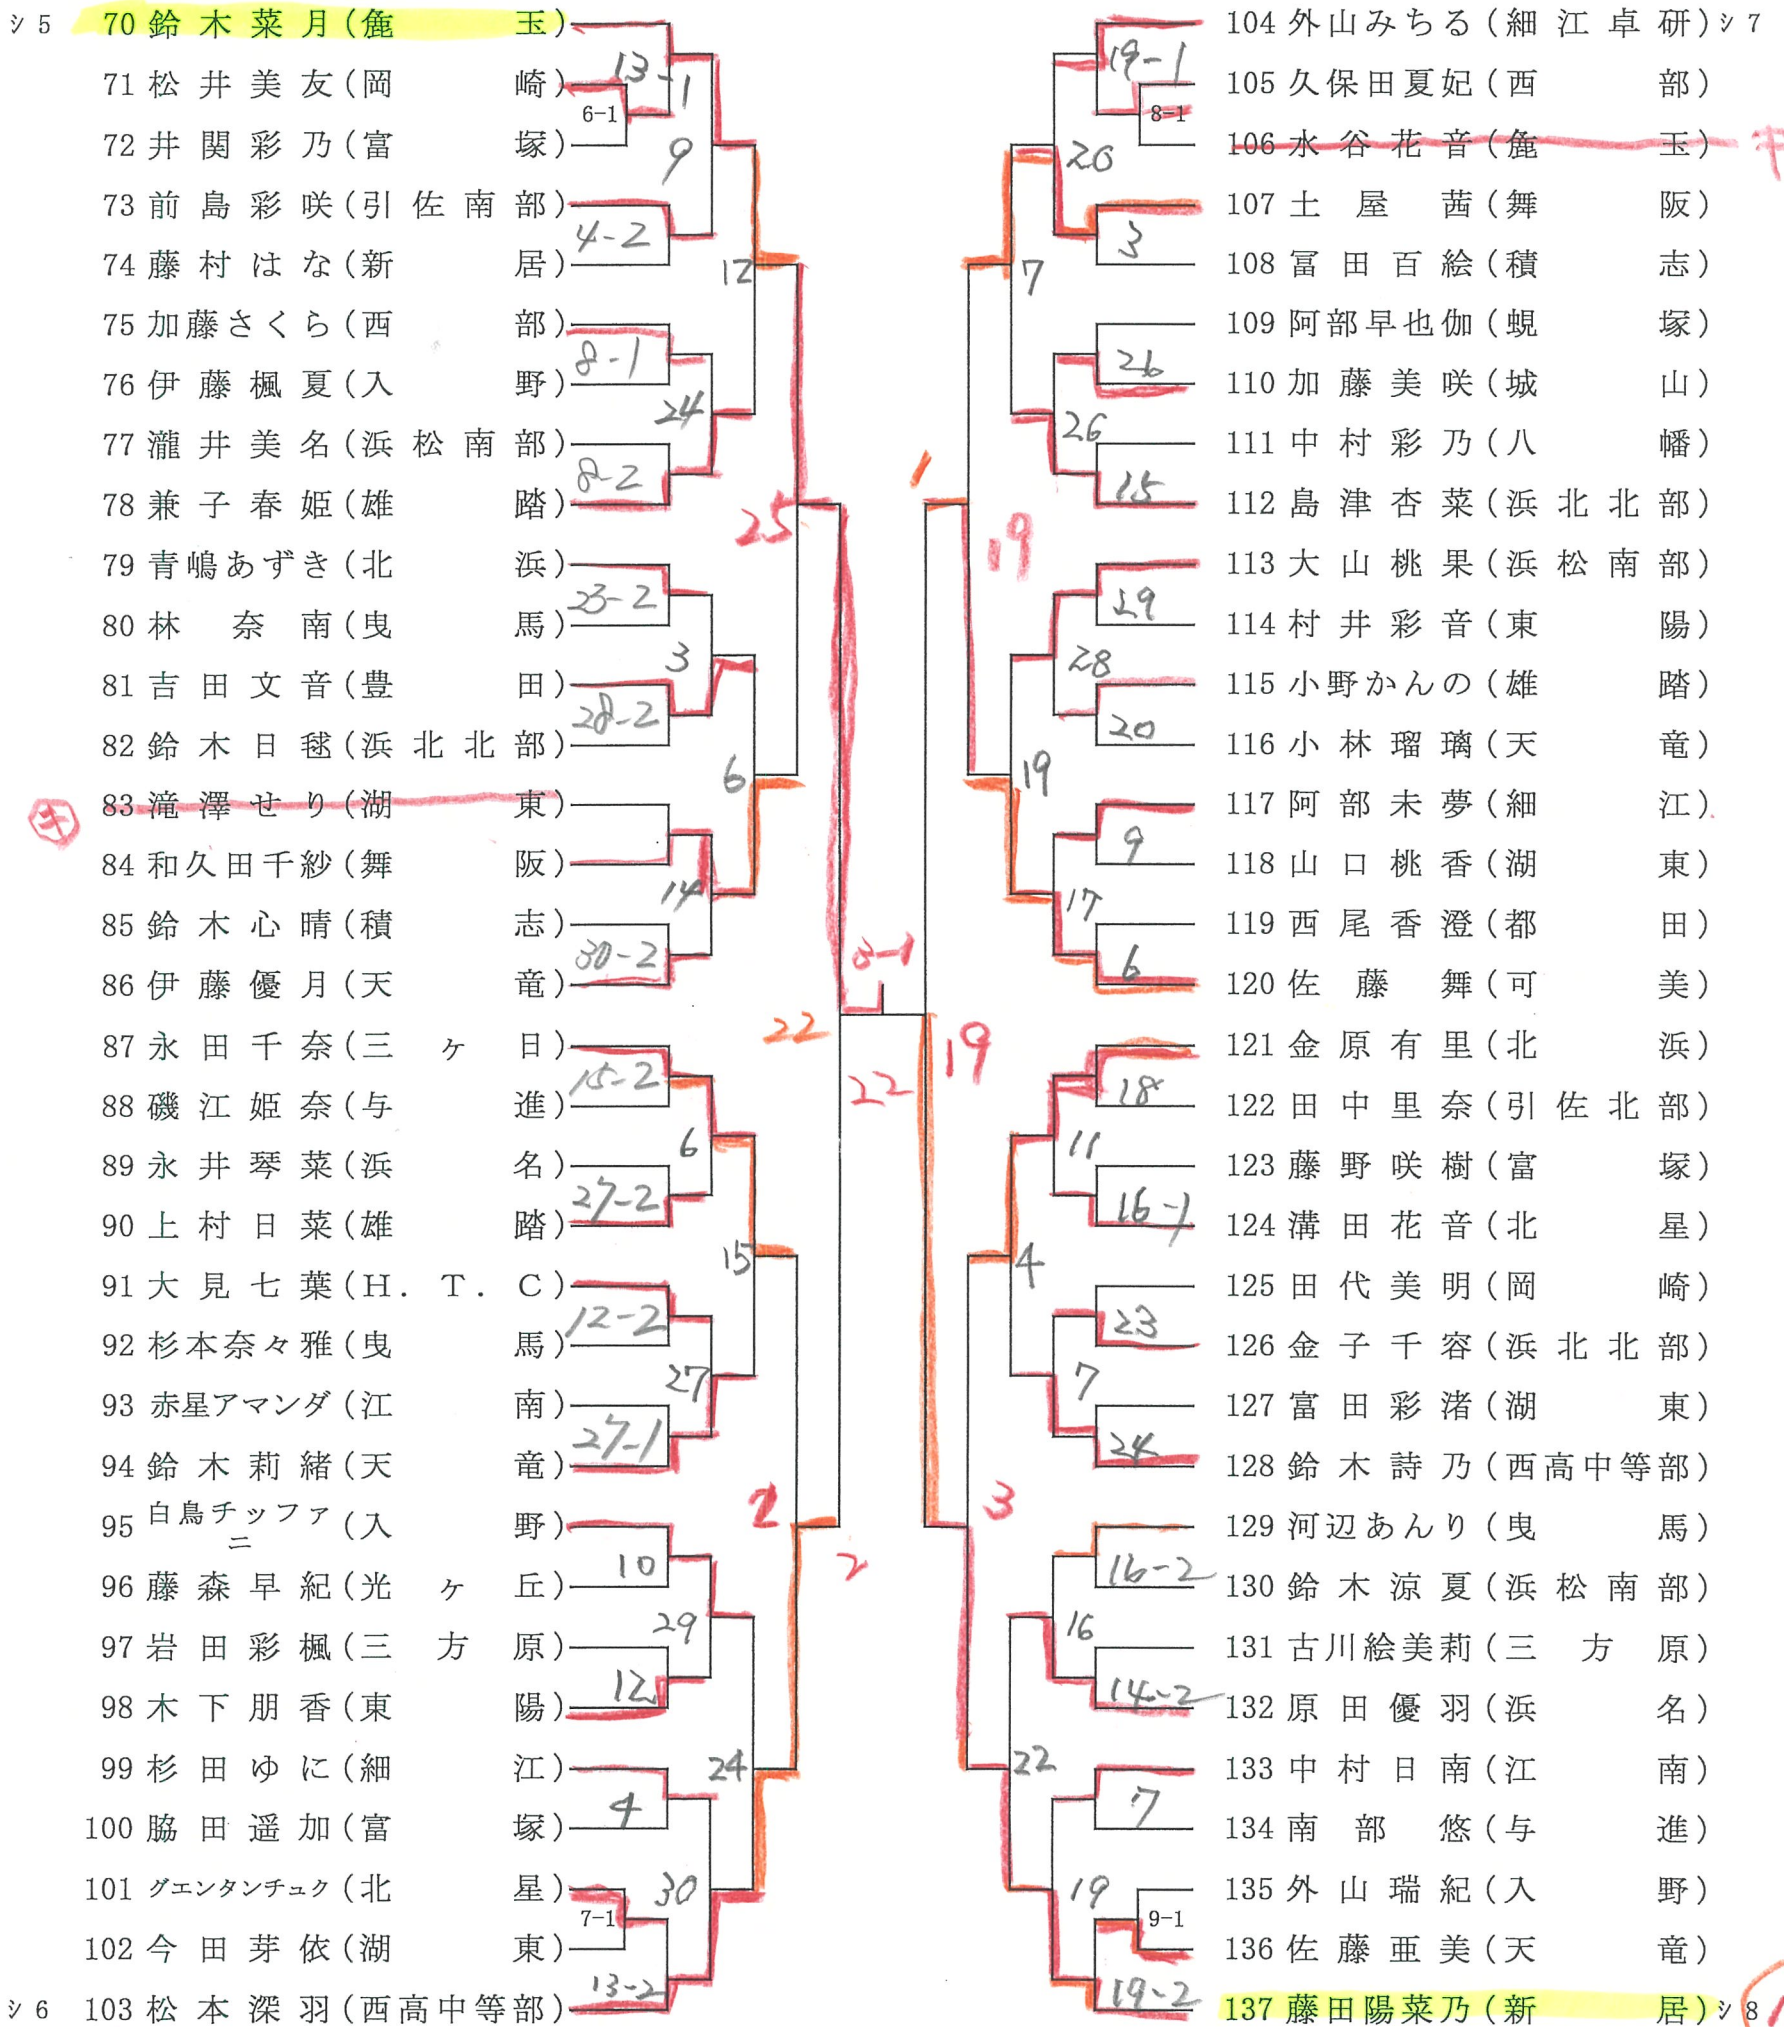 ｼ 5 70 鈴木菜月(麁玉)
71 松井美友(岡崎)
72 井関彩乃(富塚)
73 前島彩咲(引佐南部)
74 藤村はな(新居)
75 加藤さくら(西部)
76 伊藤楓夏(入野)
77 瀧井美名(浜松南部)
78 兼子春姫(雄踏)
79 青嶋あずき(北浜)
80 林奈南(曳馬)
81 吉田文音(豊田)
82 鈴木日毬(浜北北部)
83 滝澤せり(湖東)
84 和久田千紗(舞阪)
85 鈴木心晴(積志)
86 伊藤優月(天竜)
87 永田千奈(三ヶ日)
88 磯江姫奈(与進)
89 永井琴菜(浜名)
90 上村日菜(雄踏)
91 大見七葉(H．T．C)
92 杉本奈々雅(曳馬)
93 赤星アマンダ(江南)
94 鈴木莉緒(天竜)
95 白鳥チッファニ(入野)
96 藤森早紀(光ヶ丘)
97 岩田彩楓(三方原)
98 木下朋香(東陽)
99 杉田ゆに(細江)
100 脇田遥加(富塚)
101 グエンタンチュク(北星)
102 今田芽依(湖東)
ｼ 6 103 松本深羽(西高中等部)
キ
13-1
6-1
9
4-2
12
8-1
24
8-2
25
23-2
3
28-2
6
14
30-2
22
15-2
6
27-2
15
12-2
27
27-1
2
2
10
29
12
24
4
30
7-1
13-2
3-1
22
19
104 外山みちる(細江卓研)ｼ 7
105 久保田夏妃(西部)
106 水谷花音(麁玉) キ
107 土屋茜(舞阪)
108 冨田百絵(積志)
109 阿部早也伽(蜆塚)
110 加藤美咲(城山)
111 中村彩乃(八幡)
112 島津杏菜(浜北北部)
113 大山桃果(浜松南部)
114 村井彩音(東陽)
115 小野かんの(雄踏)
116 小林瑠璃(天竜)
117 阿部未夢(細江)
118 山口桃香(湖東)
119 西尾香澄(都田)
120 佐藤舞(可美)
121 金原有里(北浜)
122 田中里奈(引佐北部)
123 藤野咲樹(富塚)
124 溝田花音(北星)
125 田代美明(岡崎)
126 金子千容(浜北北部)
127 富田彩渚(湖東)
128 鈴木詩乃(西高中等部)
129 河辺あんり(曳馬)
130 鈴木涼夏(浜松南部)
131 古川絵美莉(三方原)
132 原田優羽(浜名)
133 中村日南(江南)
134 南部悠(与進)
135 外山瑞紀(入野)
136 佐藤亜美(天竜)
137 藤田陽菜乃(新居)ｼ 8
19-1
8-1
20
3
7
26
26
15
1
19
29
28
20
19
9
17
6
18
11
16-1
4
23
7
24
3
16-2
16
14-2
22
7
19
9-1
19-2